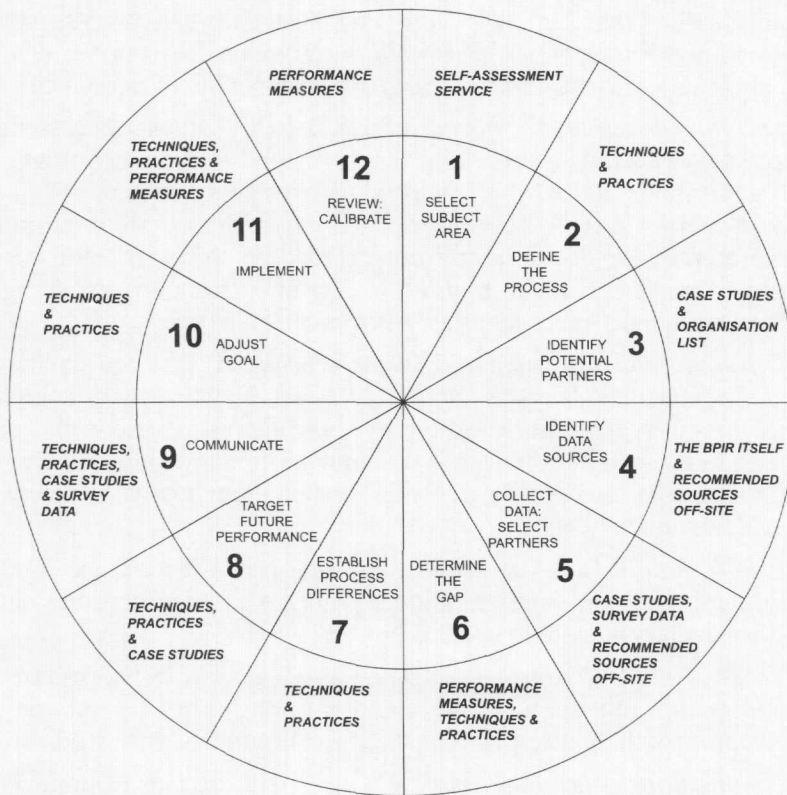 PERFORMANCE
MEASURES
SELF-ASSESSMENT
SERVICE
TECHNIQUES,
PRACTICES &
PERFORMANCE
MEASURES
TECHNIQUES
&
PRACTICES
12
REVIEW:
CALIBRATE
1
SELECT
SUBJECT
AREA
11
IMPLEMENT
2
DEFINE
THE
PROCESS
TECHNIQUES
&
PRACTICES
10
ADJUST
GOAL
3
IDENTIFY
POTENTIAL
PARTNERS
CASE STUDIES
&
ORGANISATION
LIST
TECHNIQUES,
PRACTICES,
CASE STUDIES
& SURVEY
DATA
9
COMMUNICATE
IDENTIFY
DATA
SOURCES
4
THE BPIR ITSELF
&
RECOMMENDED
SOURCES
OFF-SITE
TARGET
FUTURE
PERFORMANCE
8
COLLECT
DATA:
SELECT
PARTNERS
5
ESTABLISH
PROCESS
DIFFERENCES
7
DETERMINE
THE
GAP
6
TECHNIQUES,
PRACTICES
&
CASE STUDIES
CASE STUDIES,
SURVEY DATA
&
RECOMMENDED
SOURCES
OFF-SITE
TECHNIQUES
&
PRACTICES
PERFORMANCE
MEASURES,
TECHNIQUES &
PRACTICES